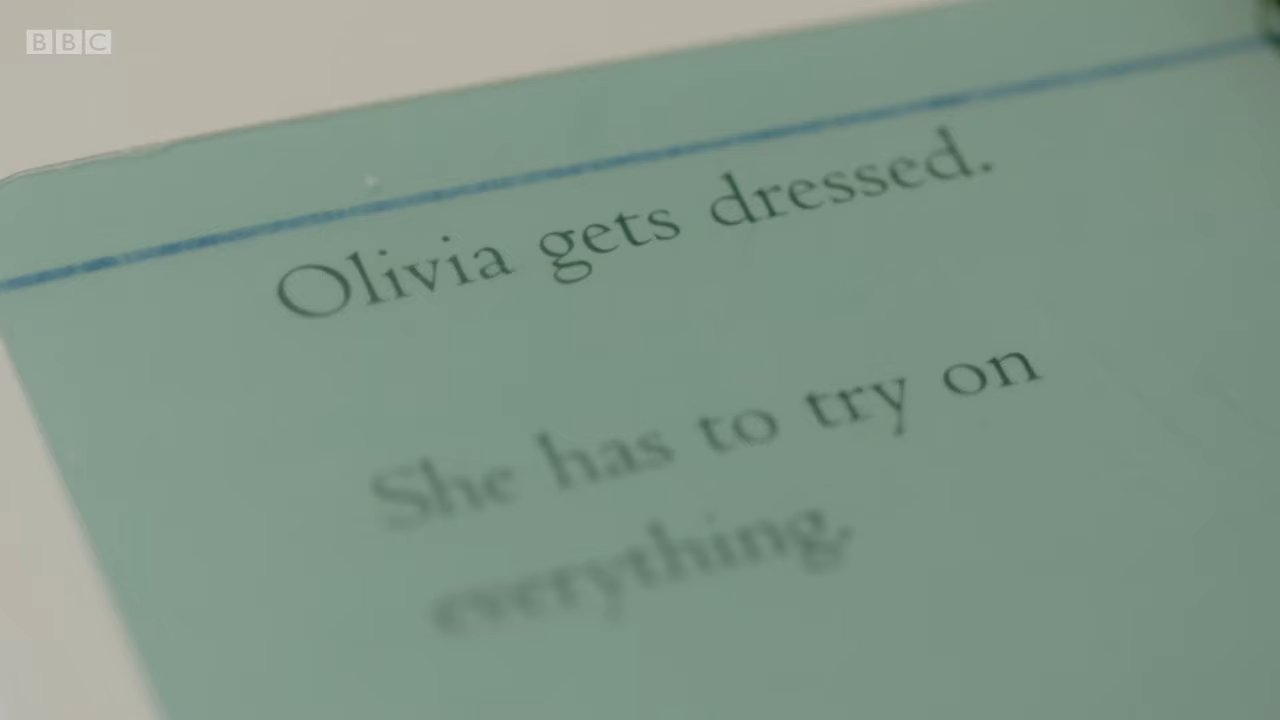 BBC
Olivia gets dressed.
She has to try on
everything.